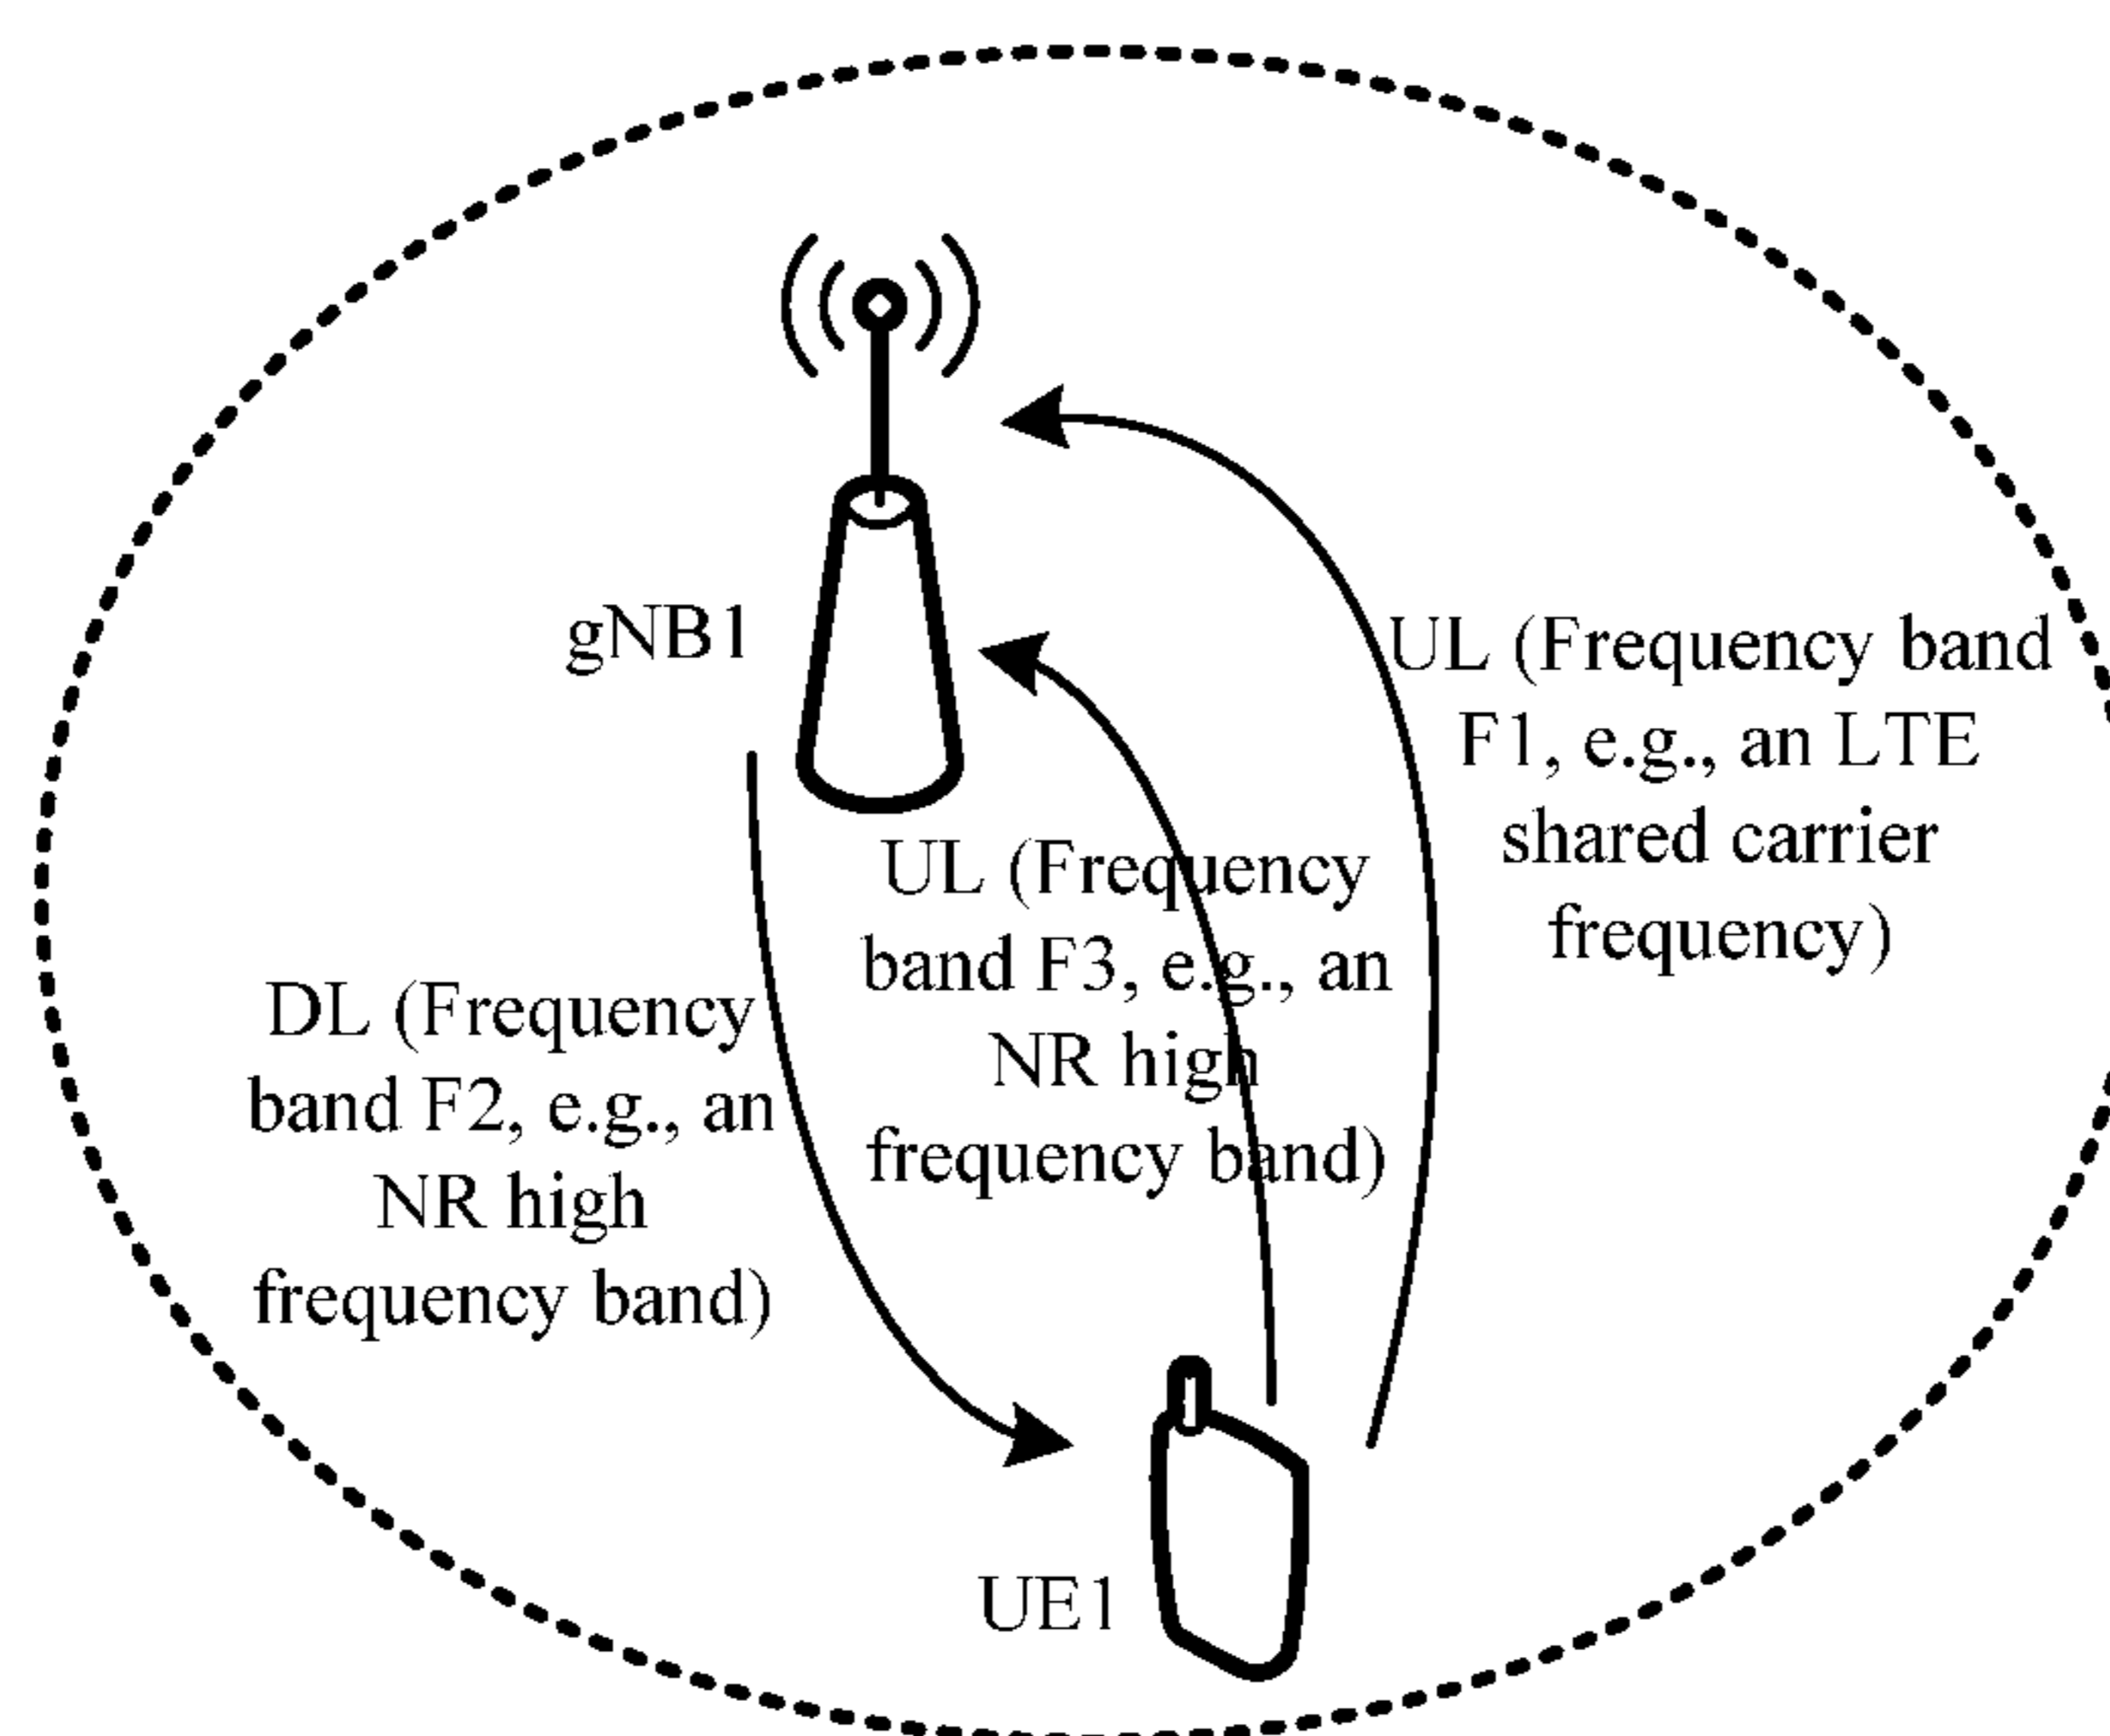 gNB1
UL (Frequency band
F1, e.g., an LTE
shared carrier
frequency)
UL (Frequency
band F3, e.g., an
NR high
frequency band)
DL (Frequency
band F2, e.g., an
NR high
frequency band)
UE1